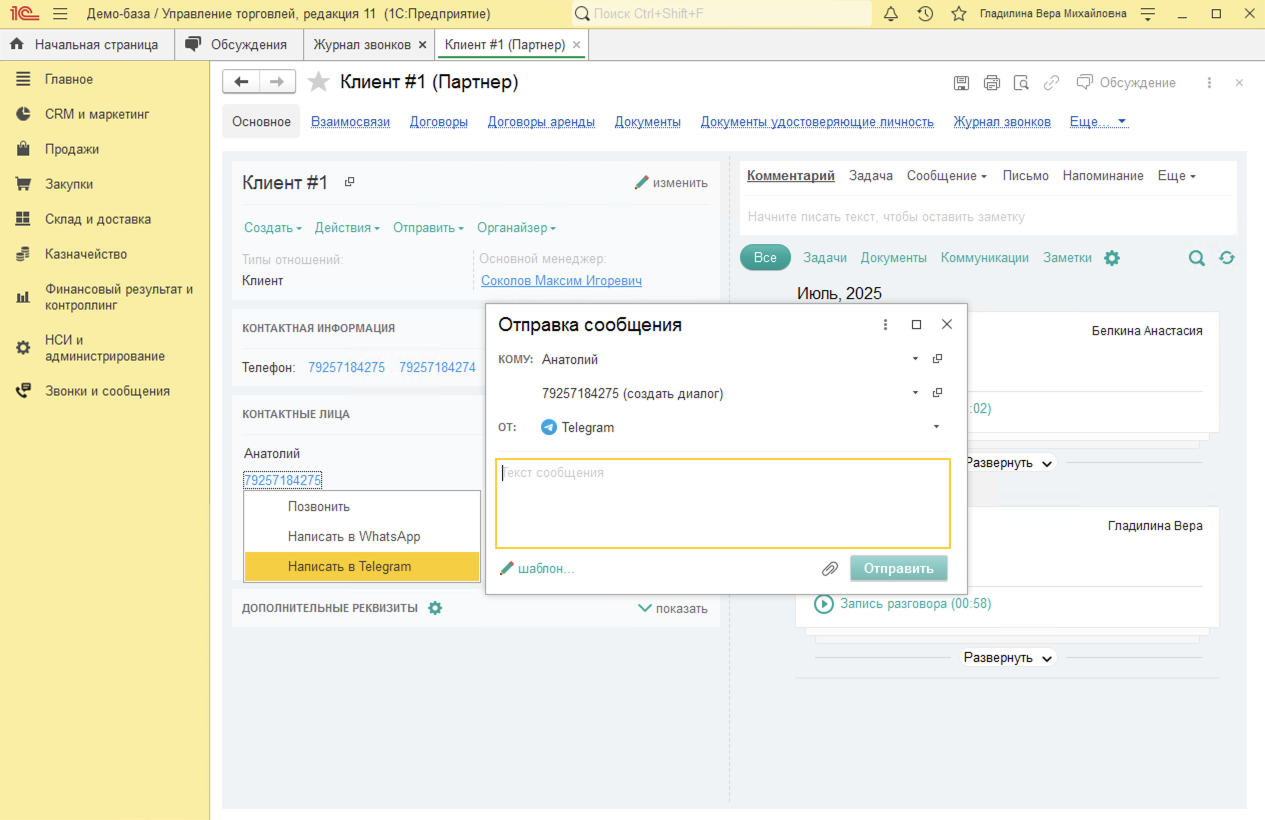 1С Демо-база / Управление торговлей, редакция 11 (1С:Предприятие) Поиск Ctrl+Shift+F Гладилина Вера Михайловна
Начальная страница Обсуждения Журнал звонков × Клиент #1 (Партнер) ×
Главное
CRM и маркетинг
Продажи
Закупки
Склад и доставка
Казначейство
Финансовый результат и
контроллинг
НСИ и
администрирование
Звонки и сообщения
Клиент #1 (Партнер) Обсуждение
Основное Взаимосвязи Договоры Договоры аренды Документы Документы удостоверяющие личность Журнал звонков Еще...
Клиент #1 изменить
Создать Действия Отправить Органайзер
Типы отношений: Основной менеджер:
Клиент Соколов Максим Игоревич
КОНТАКТНАЯ ИНФОРМАЦИЯ
Телефон: 79257184275 79257184274
КОНТАКТНЫЕ ЛИЦА
Анатолий
79257184275
Позвонить
Написать в WhatsApp
Написать в Telegram
ДОПОЛНИТЕЛЬНЫЕ РЕКВИЗИТЫ показать
Комментарий Задача Сообщение Письмо Напоминание Еще
Начните писать текст, чтобы оставить заметку
Все Задачи Документы Коммуникации Заметки
Июль, 2025
Белкина Анастасия
:02)
Развернуть
Гладилина Вера
Запись разговора (00:58)
Развернуть
Отправка сообщения
КОМУ: Анатолий
79257184275 (создать диалог)
ОТ: Telegram
Текст сообщения
шаблон... Отправить